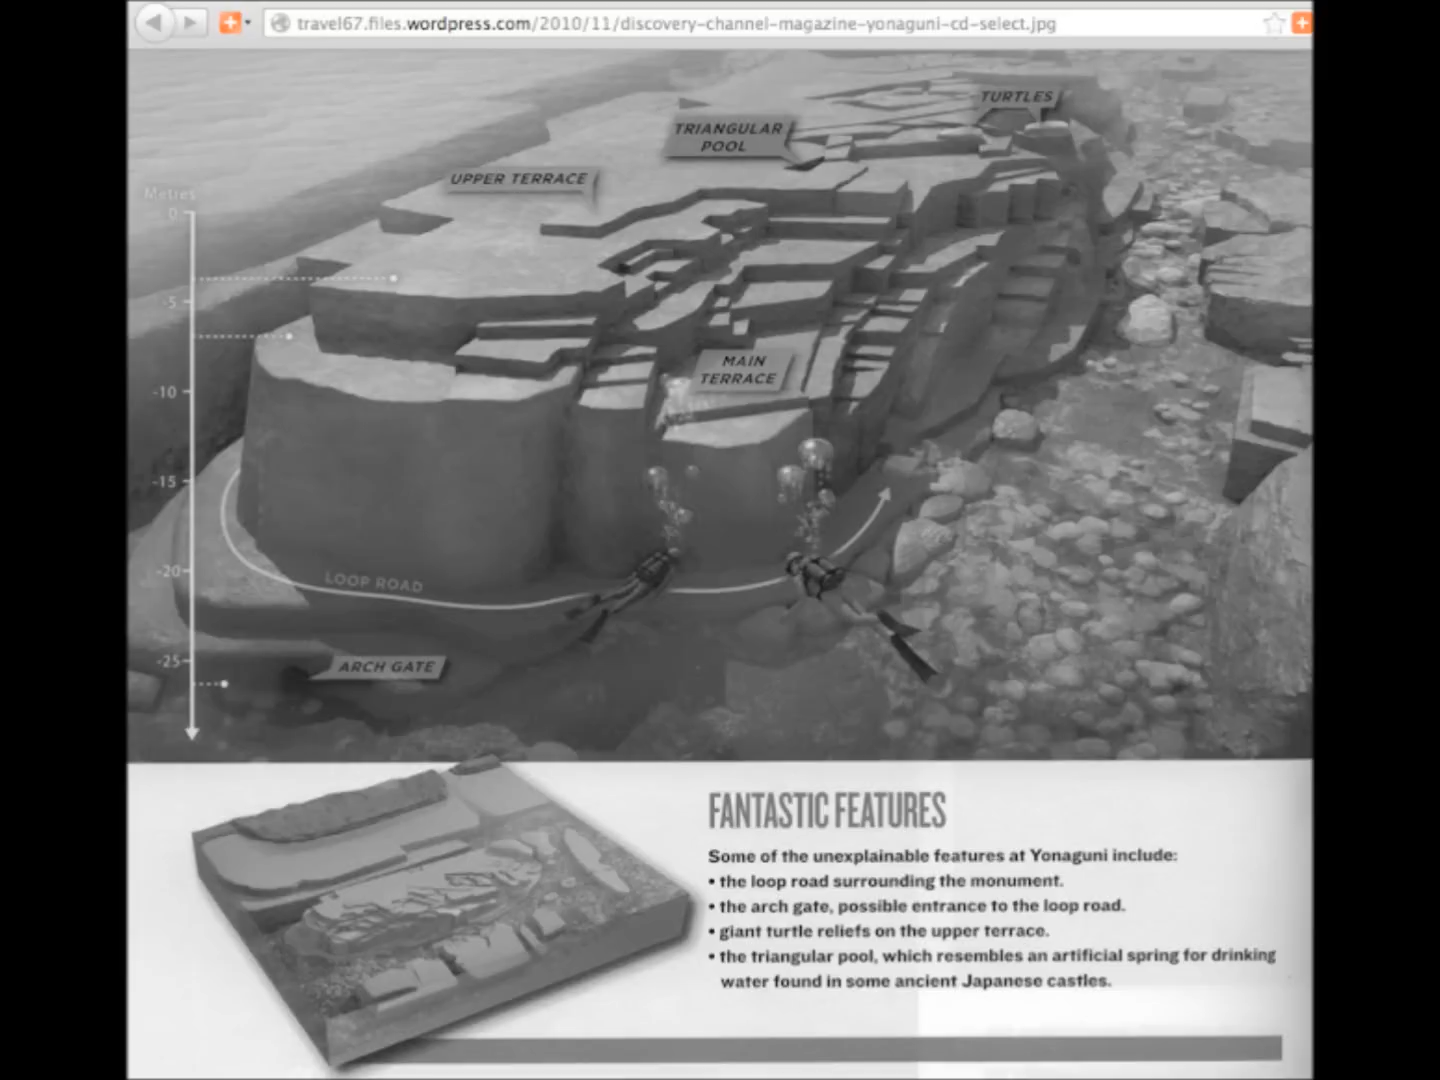 travel67.files.wordpress.com/2010/11/discovery-channel-magazine-yonaguni-cd-select.jpg
TURTLES
TRIANGULAR
POOL
UPPER TERRACE
Metres
0
-5
MAIN
TERRACE
-10
-15
-20
LOOP ROAD
-25
ARCH GATE
FANTASTIC FEATURES
Some of the unexplainable features at Yonaguni include:
• the loop road surrounding the monument.
• the arch gate, possible entrance to the loop road.
• giant turtle reliefs on the upper terrace.
• the triangular pool, which resembles an artificial spring for drinking
water found in some ancient Japanese castles.